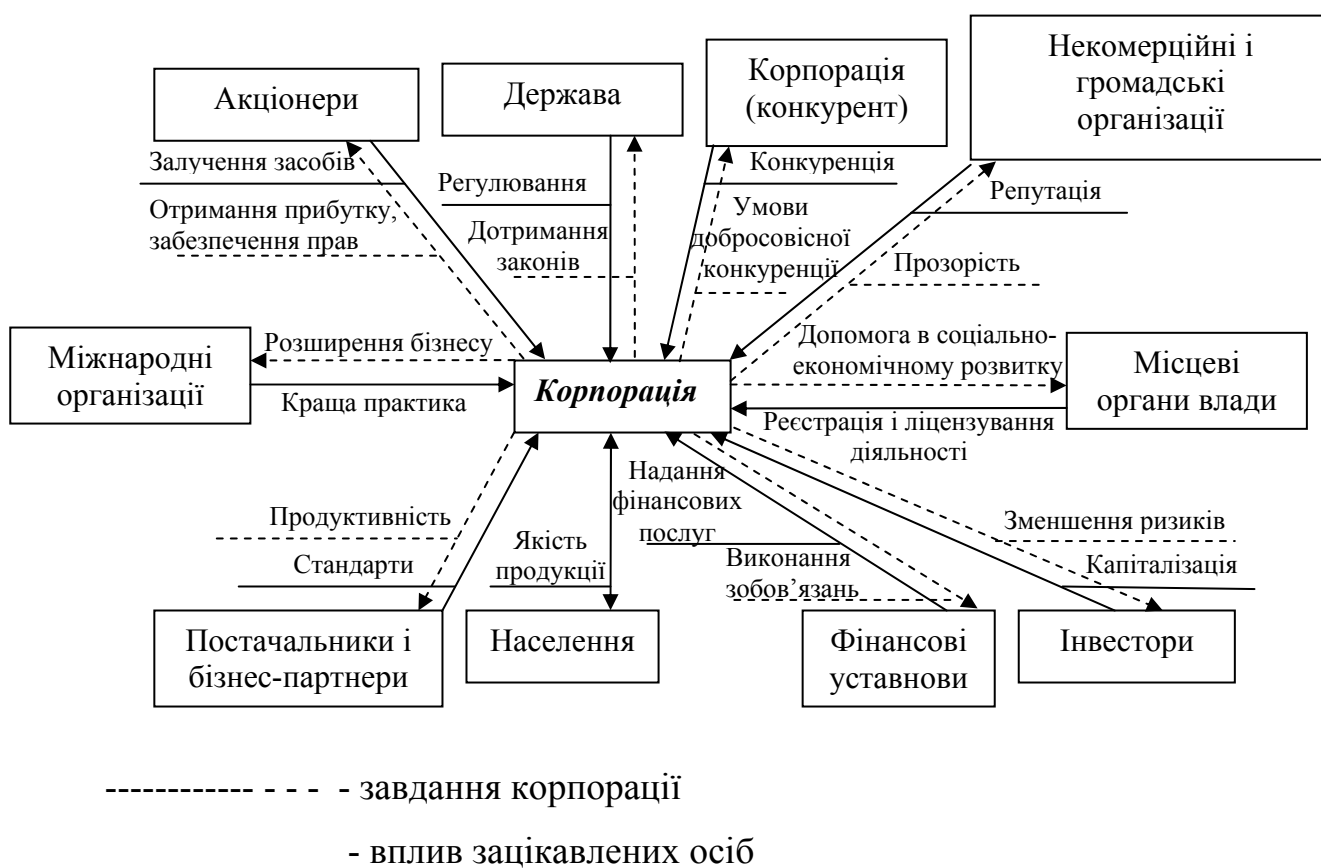 Акціонери
Держава
Корпорація
(конкурент)
Некомерційні і
громадські
організації
Залучення засобів
Отримання прибутку,
забезпечення прав
Регулювання
Дотримання
законів
Конкуренція
Умови
добросовісної
конкуренції
Репутація
Прозорість
Міжнародні
організації
Розширення бізнесу
Краща практика
Корпорація
Допомога в соціально-
економічному розвитку
Реєстрація і ліцензування
діяльності
Місцеві
органи влади
Продуктивність
Стандарти
Якість
продукції
Надання
фінансових
послуг
Виконання
зобов’язань
Зменшення ризиків
Капіталізація
Постачальники і
бізнес-партнери
Населення
Фінансові
уставнови
Інвестори
------------ - - - - завдання корпорації
- вплив зацікавлених осіб